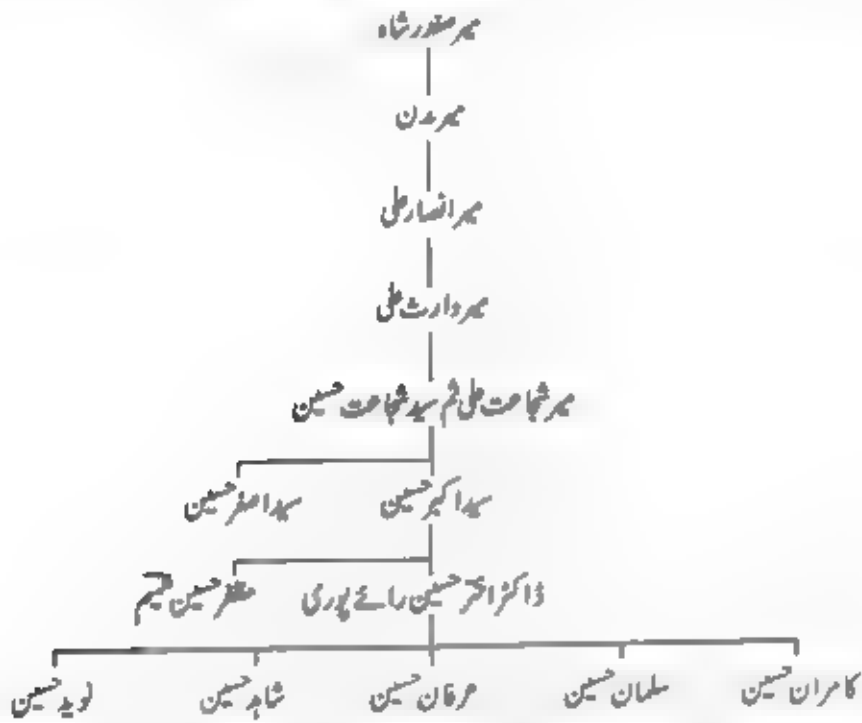 میر صفدر شاہ
میر مدن
میر انصار علی
میر وارث علی
میر شجاعت علی ثم سید شجاعت حسین
سید اکبر حسین سید اصغر حسین
ڈاکٹر اختر حسین رائے پوری مظفر حسین شمیم
کامران حسین سلمان حسین عرفان حسین شاہد حسین نوید حسین